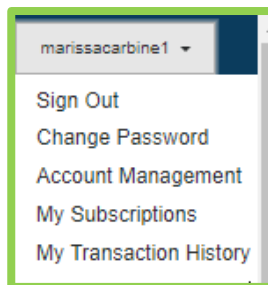 marissacarbine1
Sign Out
Change Password
Account Management
My Subscriptions
My Transaction History